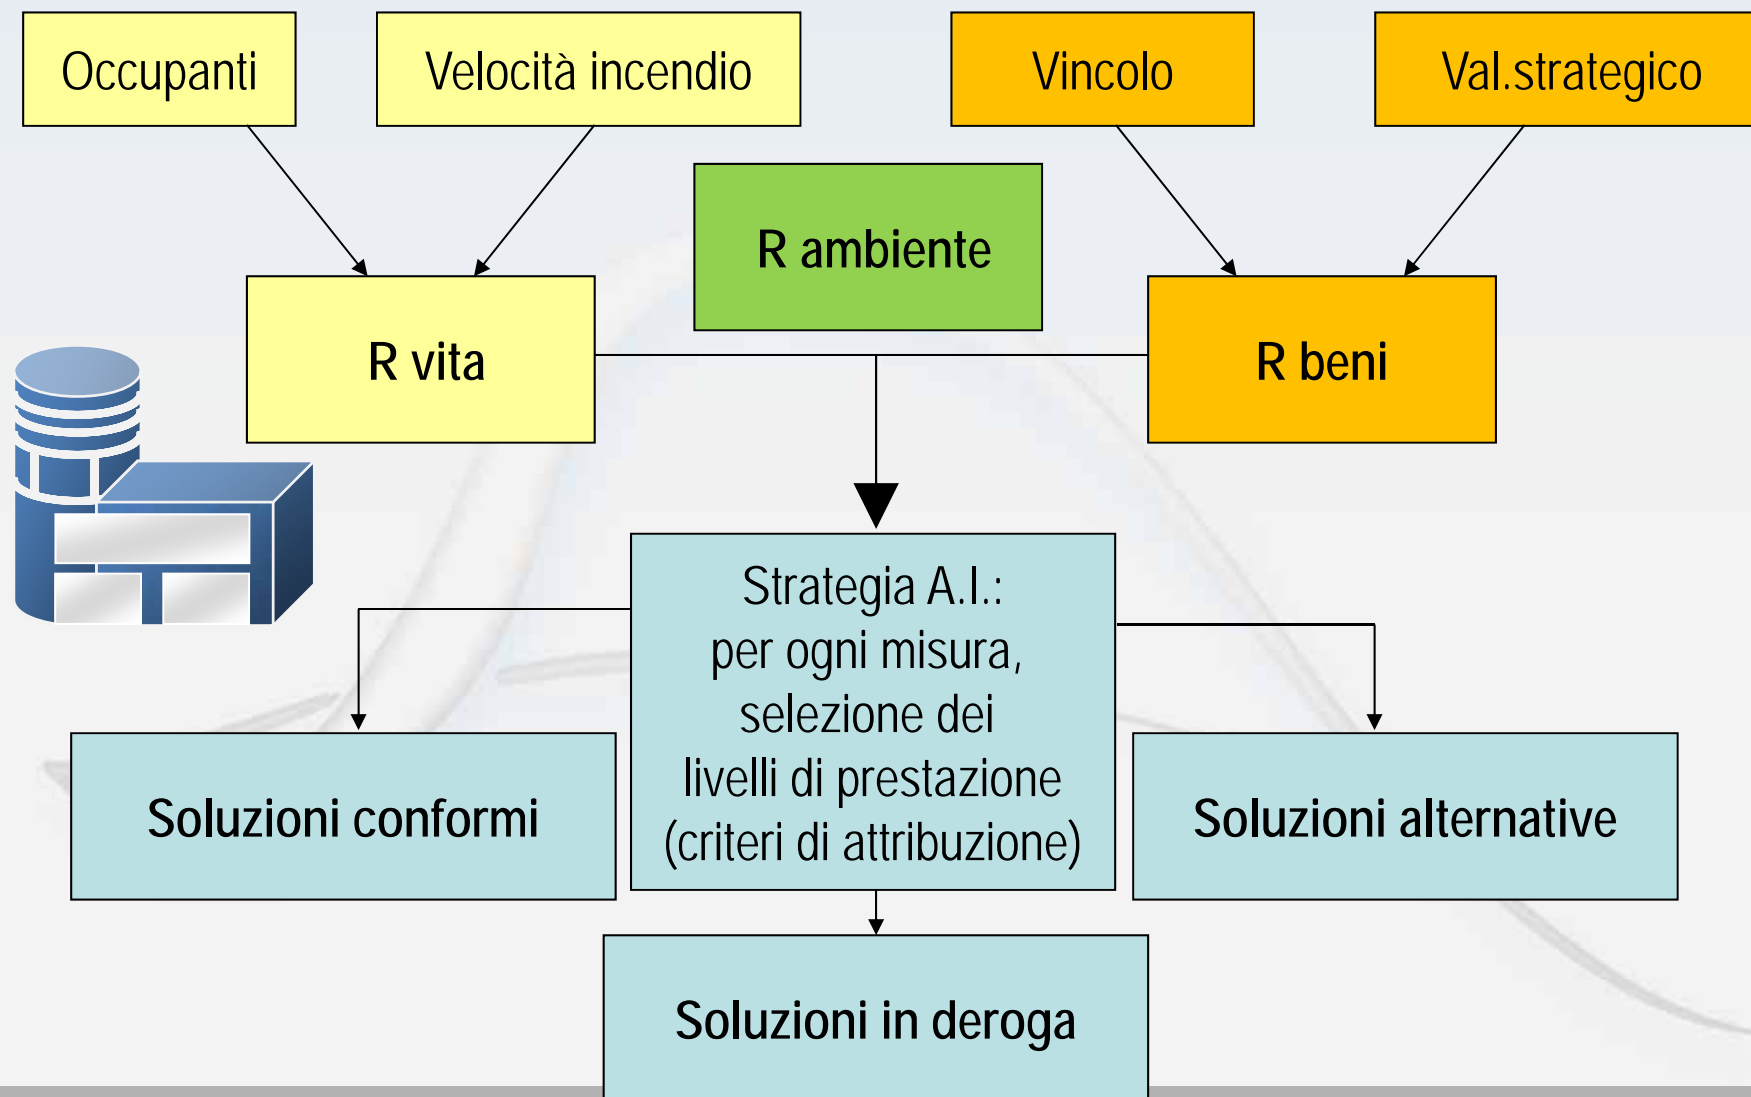 Occupanti
Velocità incendio
Vincolo
Val.strategico
R ambiente
R vita
R beni
Strategia A.I.:
per ogni misura,
selezione dei
livelli di prestazione
(criteri di attribuzione)
Soluzioni conformi
Soluzioni alternative
Soluzioni in deroga